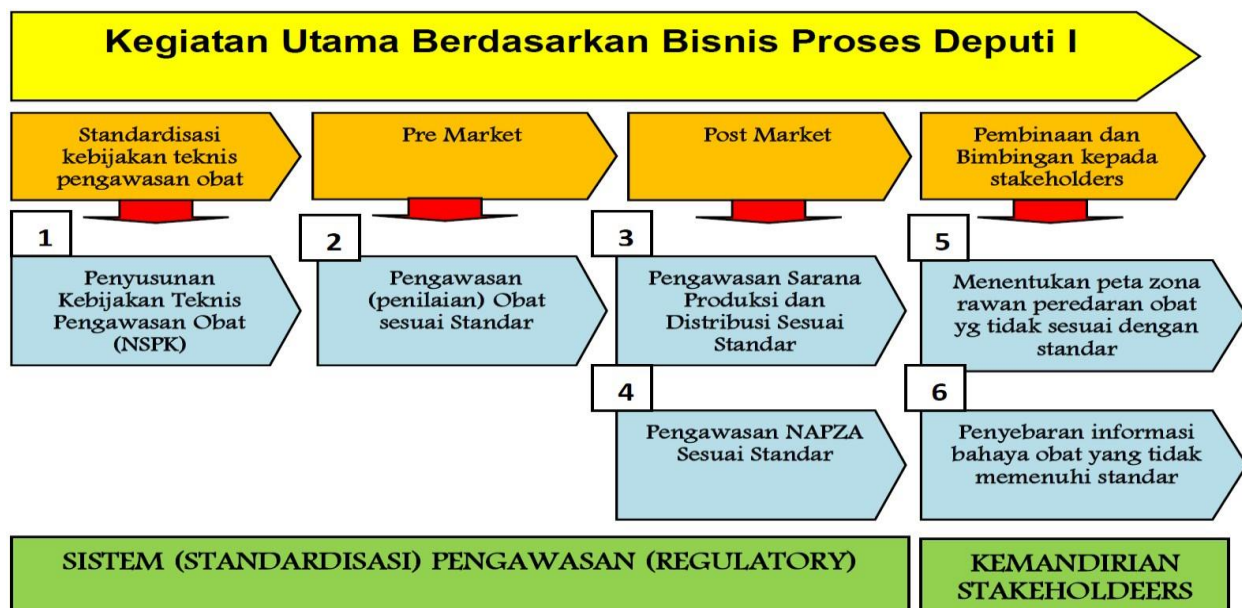 Kegiatan Utama Berdasarkan Bisnis Proses Deputi I
Standardisasi
kebijakan teknis
pengawasan obat
Pre Market
Post Market
Pembinaan dan
Bimbingan kepada
stakeholders
1
Penyusunan
Kebijakan Teknis
Pengawasan Obat
(NSPK)
2
Pengawasan
(penilaian) Obat
sesuai Standar
3
Pengawasan Sarana
Produksi dan
Distribusi Sesuai
Standar
4
Pengawasan NAPZA
Sesuai Standar
5
Menentukan peta zona
rawan peredaran obat
yg tidak sesuai dengan
standar
6
Penyebaran informasi
bahaya obat yang tidak
memenuhi standar
SISTEM (STANDARDISASI) PENGAWASAN (REGULATORY)
KEMANDIRIAN
STAKEHOLDEERS